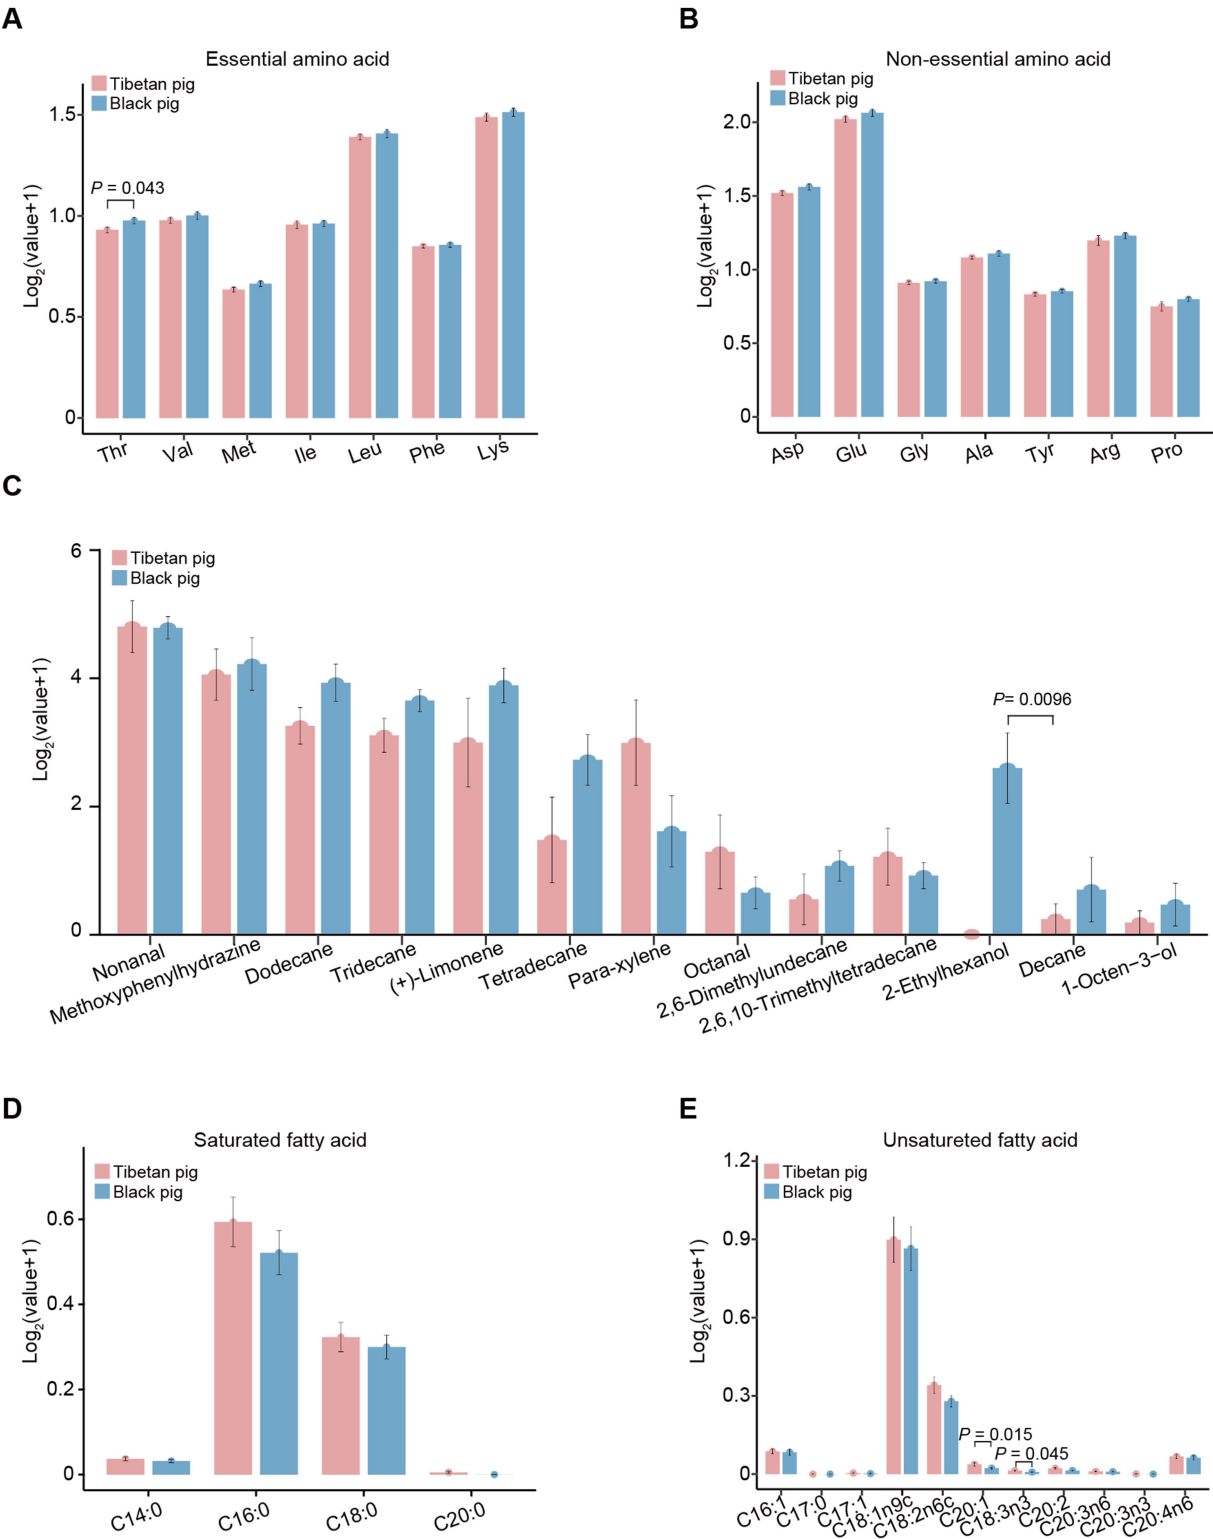 A
Essential amino acid
Tibetan pig
Black pig
Log2(value+1)
1.5
1.0
0.5
0
P = 0.043
Thr
Val
Met
Ile
Leu
Phe
Lys
B
Non-essential amino acid
Tibetan pig
Black pig
Log2(value+1)
2.0
1.5
1.0
0.5
0
Asp
Glu
Gly
Ala
Tyr
Arg
Pro
C
Tibetan pig
Black pig
Log2(value+1)
6
4
2
0
P= 0.0096
Nonanal
Methoxyphenylhydrazine
Dodecane
Tridecane
(+)-Limonene
Tetradecane
Para-xylene
Octanal
2,6-Dimethylundecane
2,6,10-Trimethyltetradecane
2-Ethylhexanol
Decane
1-Octen−3−ol
D
Saturated fatty acid
Tibetan pig
Black pig
Log2(value+1)
0.6
0.4
0.2
0
C14:0
C16:0
C18:0
C20:0
E
Unsatureted fatty acid
Tibetan pig
Black pig
Log2(value+1)
1.2
0.9
0.6
0.3
0
P = 0.015
P = 0.045
C16:1
C17:0
C17:1
C18:1n9c
C18:2n6c
C20:1
C18:3n3
C20:2
C20:3n6
C20:3n3
C20:4n6